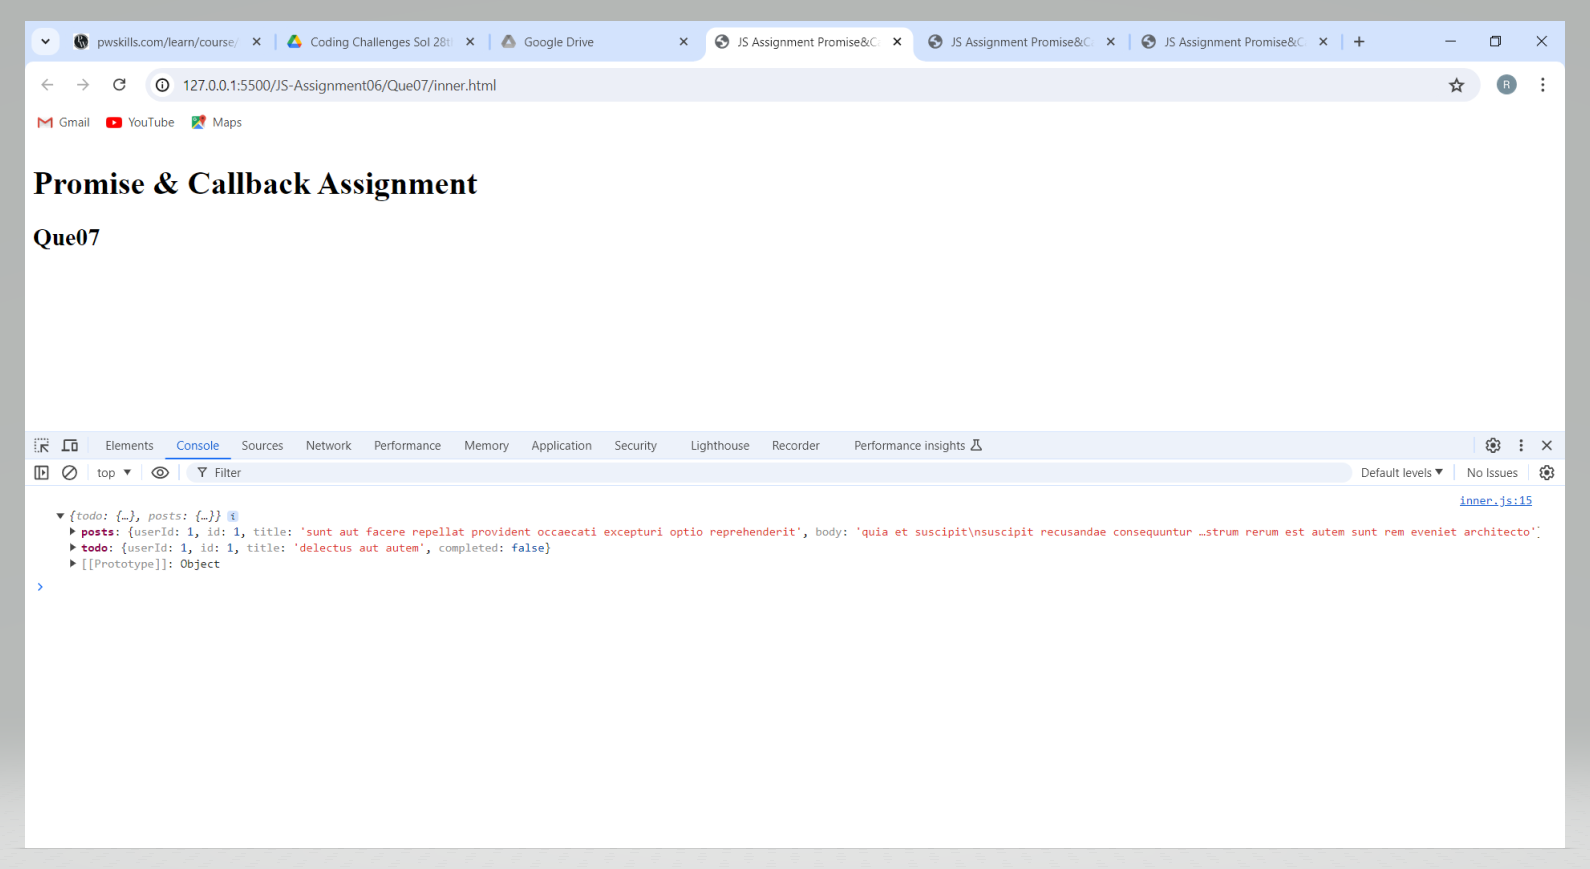 pwskills.com/learn/course/
Coding Challenges Sol 28th
Google Drive
JS Assignment Promise&C
JS Assignment Promise&C
JS Assignment Promise&C
127.0.0.1:5500/JS-Assignment06/Que07/inner.html
R
Gmail YouTube Maps
Promise & Callback Assignment
Que07
Elements Console Sources Network Performance Memory Application Security Lighthouse Recorder Performance insights
top Filter Default levels No Issues
inner.js:15
{todo: {…}, posts: {…}} i
posts: {userId: 1, id: 1, title: 'sunt aut facere repellat provident occaecati excepturi optio reprehenderit', body: 'quia et suscipit\nsuscipit recusandae consequuntur …strum rerum est autem sunt rem eveniet architecto'}
todo: {userId: 1, id: 1, title: 'delectus aut autem', completed: false}
[[Prototype]]: Object